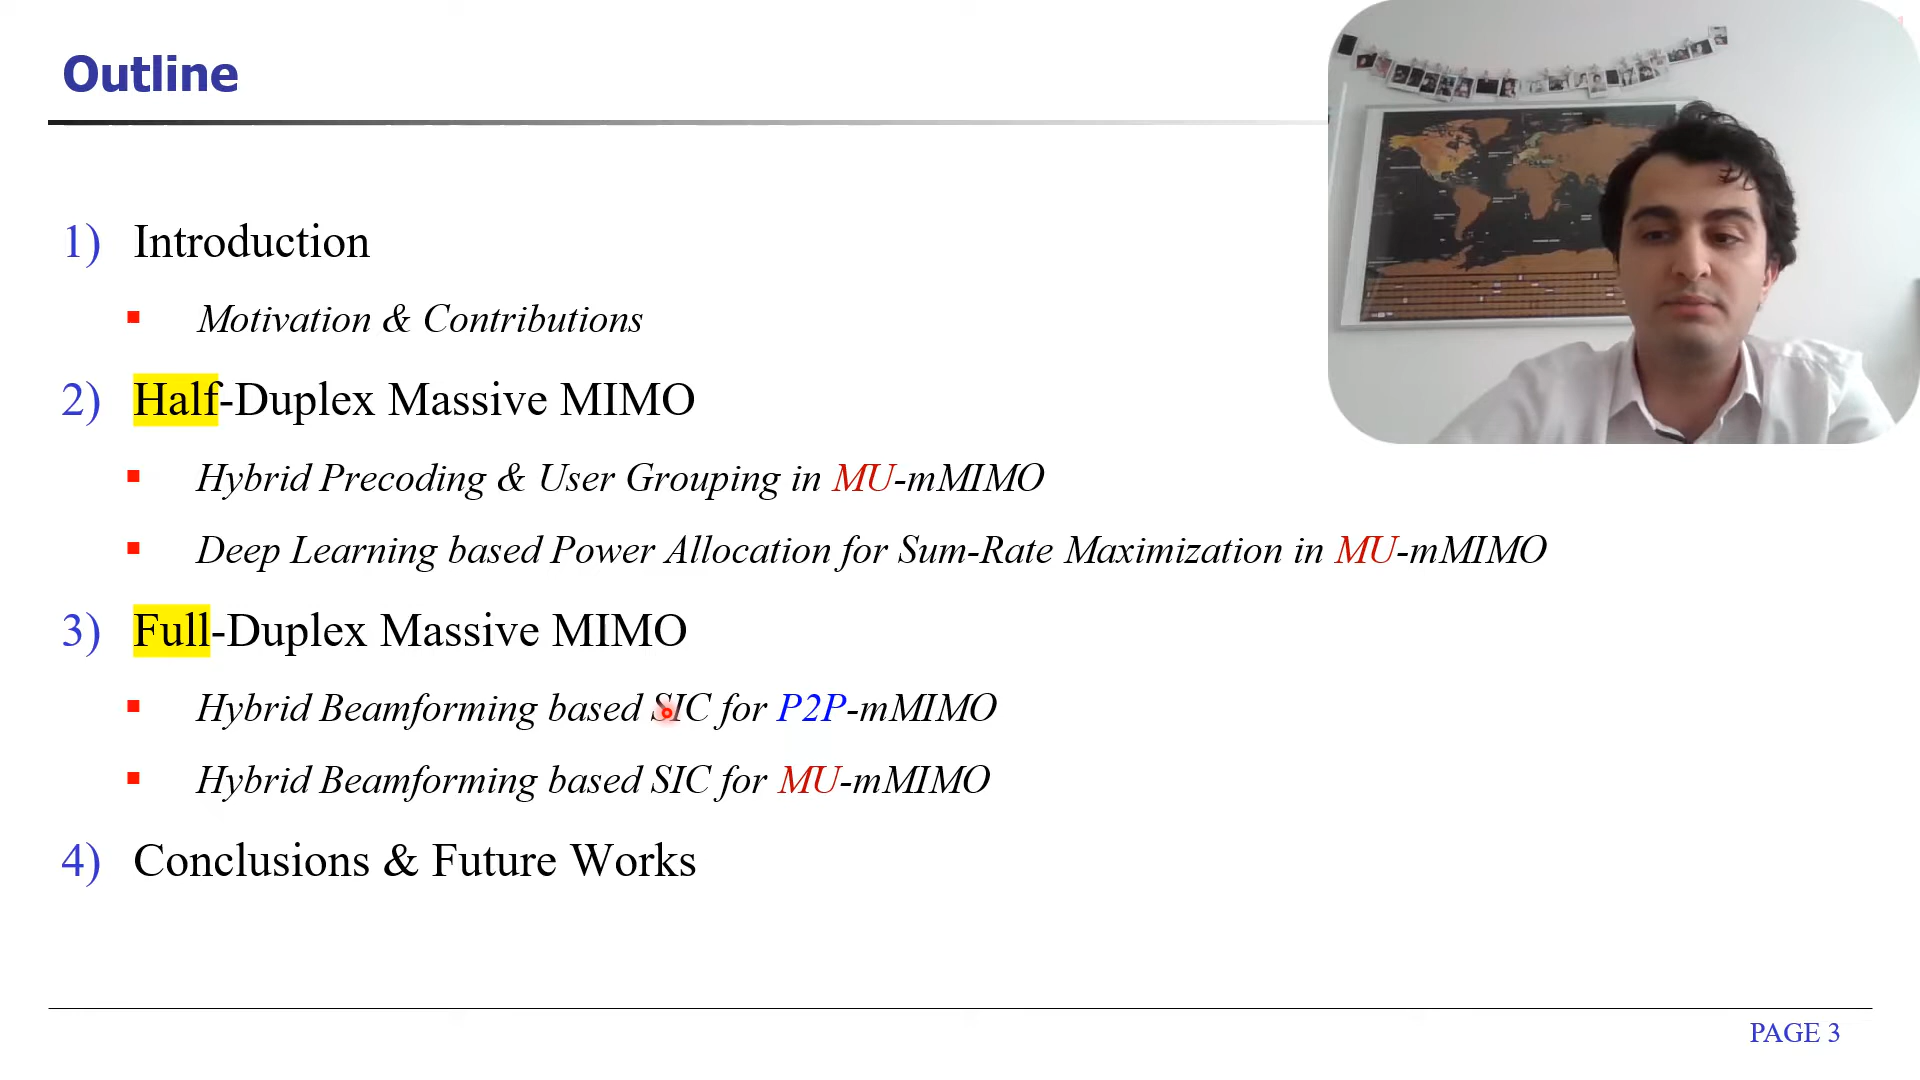 Outline
1) Introduction
▪ Motivation & Contributions
2) Half-Duplex Massive MIMO
▪ Hybrid Precoding & User Grouping in MU-mMIMO
▪ Deep Learning based Power Allocation for Sum-Rate Maximization in MU-mMIMO
3) Full-Duplex Massive MIMO
▪ Hybrid Beamforming based SIC for P2P-mMIMO
▪ Hybrid Beamforming based SIC for MU-mMIMO
4) Conclusions & Future Works
PAGE 3